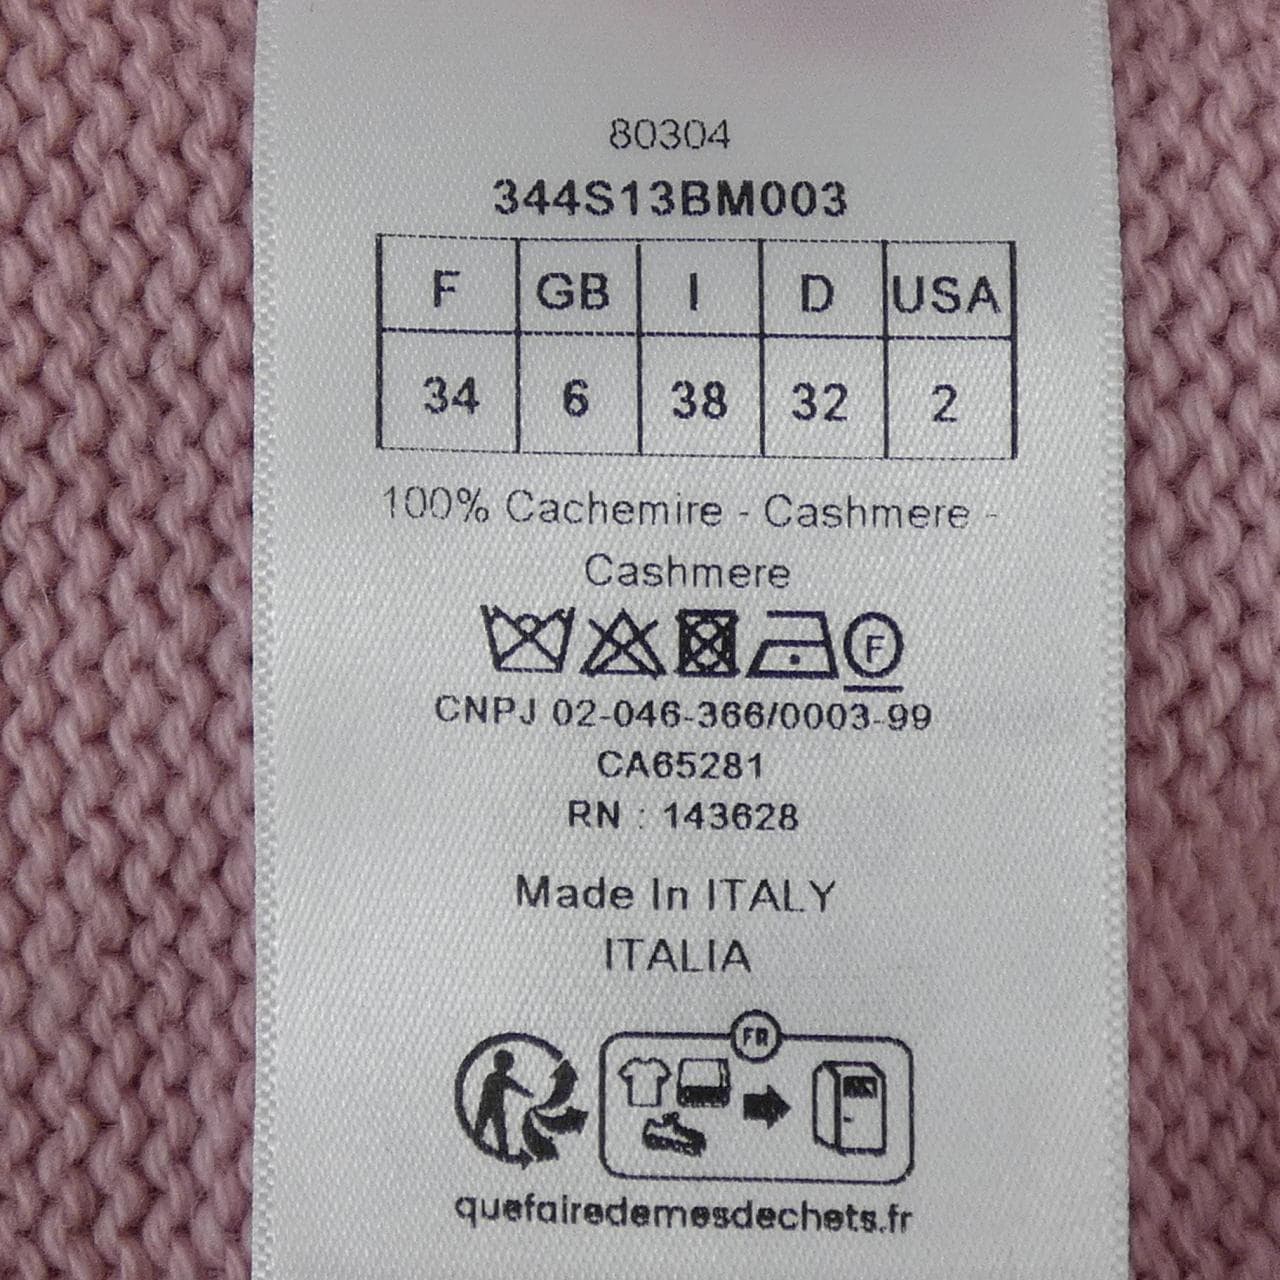 80304
344S13BM003
F GB I D USA
34 6 38 32 2
100% Cachemire - Cashmere -
Cashmere
F
CNPJ 02-046-366/0003-99
CA65281
RN : 143628
Made In ITALY
ITALIA
FR
quefairedemesdechets.fr